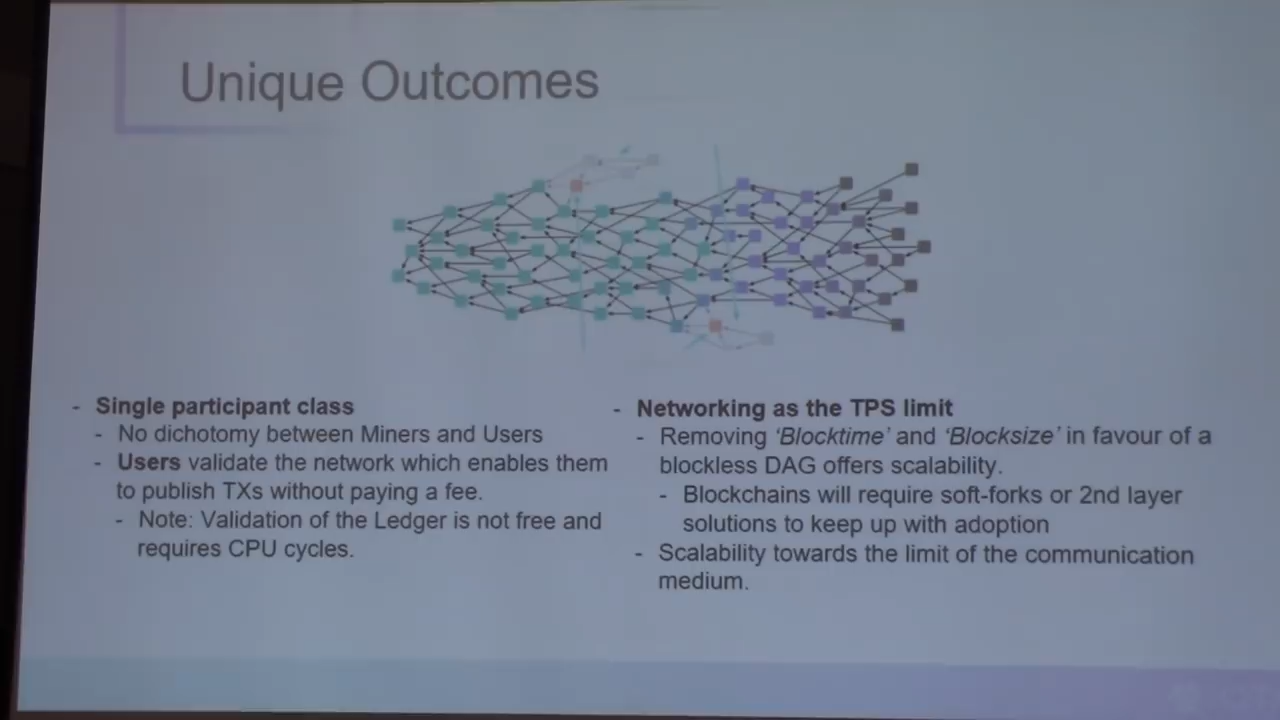 Unique Outcomes
- Single participant class
- No dichotomy between Miners and Users
- Users validate the network which enables them
to publish TXs without paying a fee.
- Note: Validation of the Ledger is not free and
requires CPU cycles.
- Networking as the TPS limit
- Removing 'Blocktime' and 'Blocksize' in favour of a
blockless DAG offers scalability.
- Blockchains will require soft-forks or 2nd layer
solutions to keep up with adoption
- Scalability towards the limit of the communication
medium.